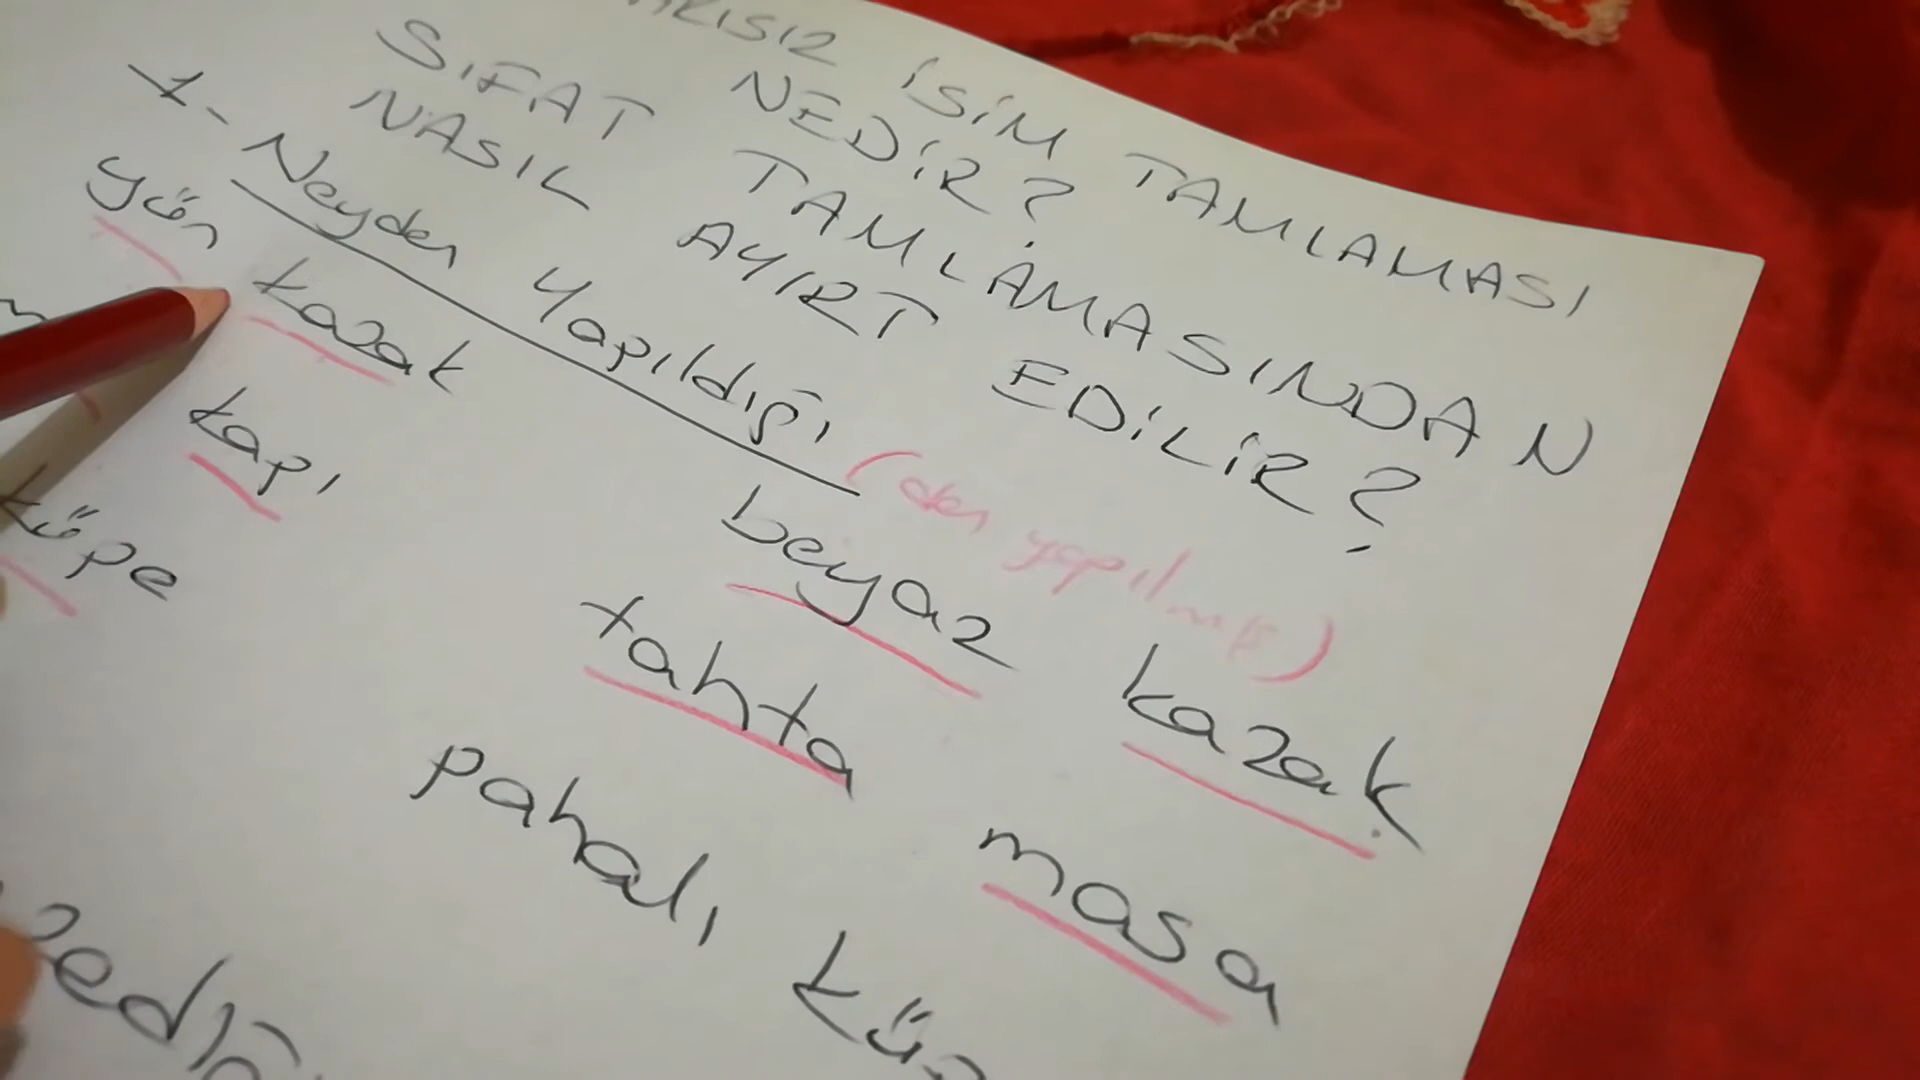 İSİM TAMLAMASI
NEDİR?
SIFAT TAMLAMASINDAN
NASIL AYIRT EDİLİR?
1- Neyden Yapıldığı (den yapılmış)
yün kazak beyaz kazak
kapı tahta masa
küpe pahalı